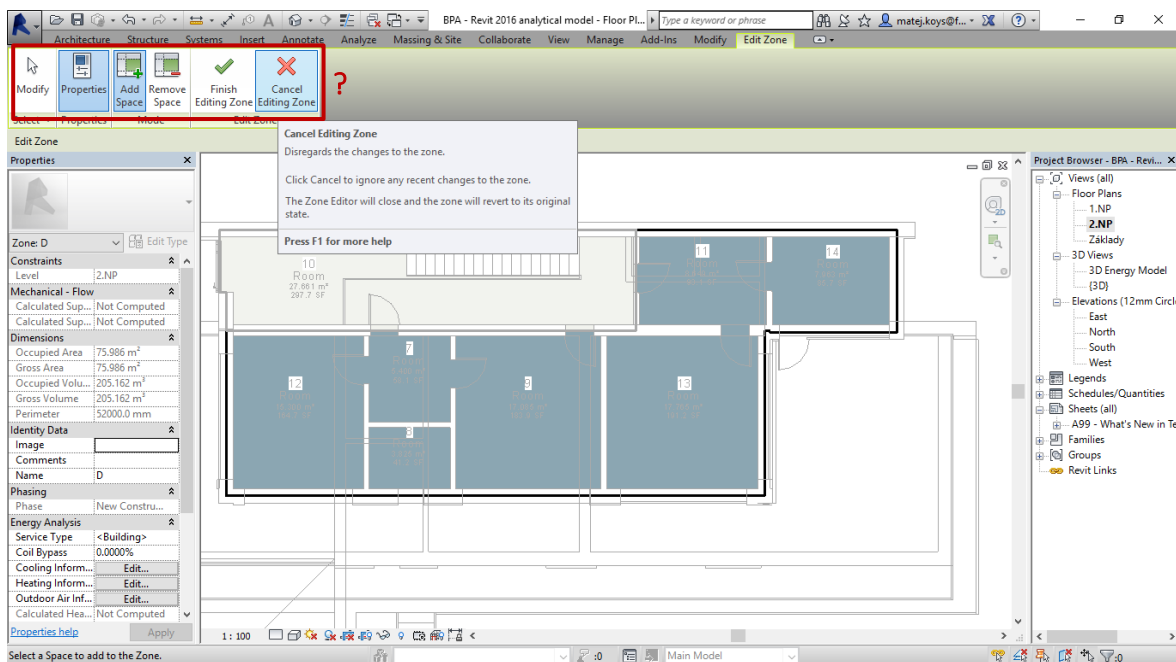 BPA - Revit 2016 analytical model - Floor Pl...
Type a keyword or phrase
matej.koys@f...
Architecture Structure Systems Insert Annotate Analyze Massing & Site Collaborate View Manage Add-Ins Modify Edit Zone
Modify
Properties
Add Space
Remove Space
Finish Editing Zone
Cancel Editing Zone
?
Select Properties Mode Edit Zone
Edit Zone
Cancel Editing Zone
Disregards the changes to the zone.
Click Cancel to ignore any recent changes to the zone.
The Zone Editor will close and the zone will revert to its original
state.
Press F1 for more help
Properties
Zone: D
Edit Type
Constraints
Level 2.NP
Mechanical - Flow
Calculated Sup... Not Computed
Calculated Sup... Not Computed
Dimensions
Occupied Area 75.986 m²
Gross Area 75.986 m²
Occupied Volu... 205.162 m³
Gross Volume 205.162 m³
Perimeter 52000.0 mm
Identity Data
Image
Comments
Name D
Phasing
Phase New Constru...
Energy Analysis
Service Type <Building>
Coil Bypass 0.0000%
Cooling Inform... Edit...
Heating Inform... Edit...
Outdoor Air Inf... Edit...
Calculated Hea... Not Computed
Properties help
Apply
10
Room
27.661 m²
297.7 SF
11
Room
14
Room
7
Room
12
Room
9
Room
13
Room
8
Room
1 : 100
Project Browser - BPA - Revi...
Views (all)
Floor Plans
1.NP
2.NP
Základy
3D Views
3D Energy Model
{3D}
Elevations (12mm Circle
East
North
South
West
Legends
Schedules/Quantities
Sheets (all)
A99 - What's New in Te
Families
Groups
Revit Links
Select a Space to add to the Zone.
:0
Main Model
:0